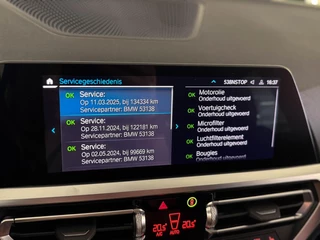 Servicegeschiedenis
538INSTOP
18:37
OK Service:
Op 11.03.2025, bij 134334 km
Servicepartner: BMW 53138
OK Service:
Op 28.11.2024, bij 122181 km
Servicepartner: BMW 53138
OK Service:
Op 02.05.2024, bij 99669 km
Servicepartner: BMW 53138
OK Motorolie
Onderhoud uitgevoerd
OK Voertuigcheck
Onderhoud uitgevoerd
OK Microfilter
Onderhoud uitgevoerd
OK Luchtfilterelement
Onderhoud uitgevoerd
OK Bougies
20.5
AUTO
20.5
A/C